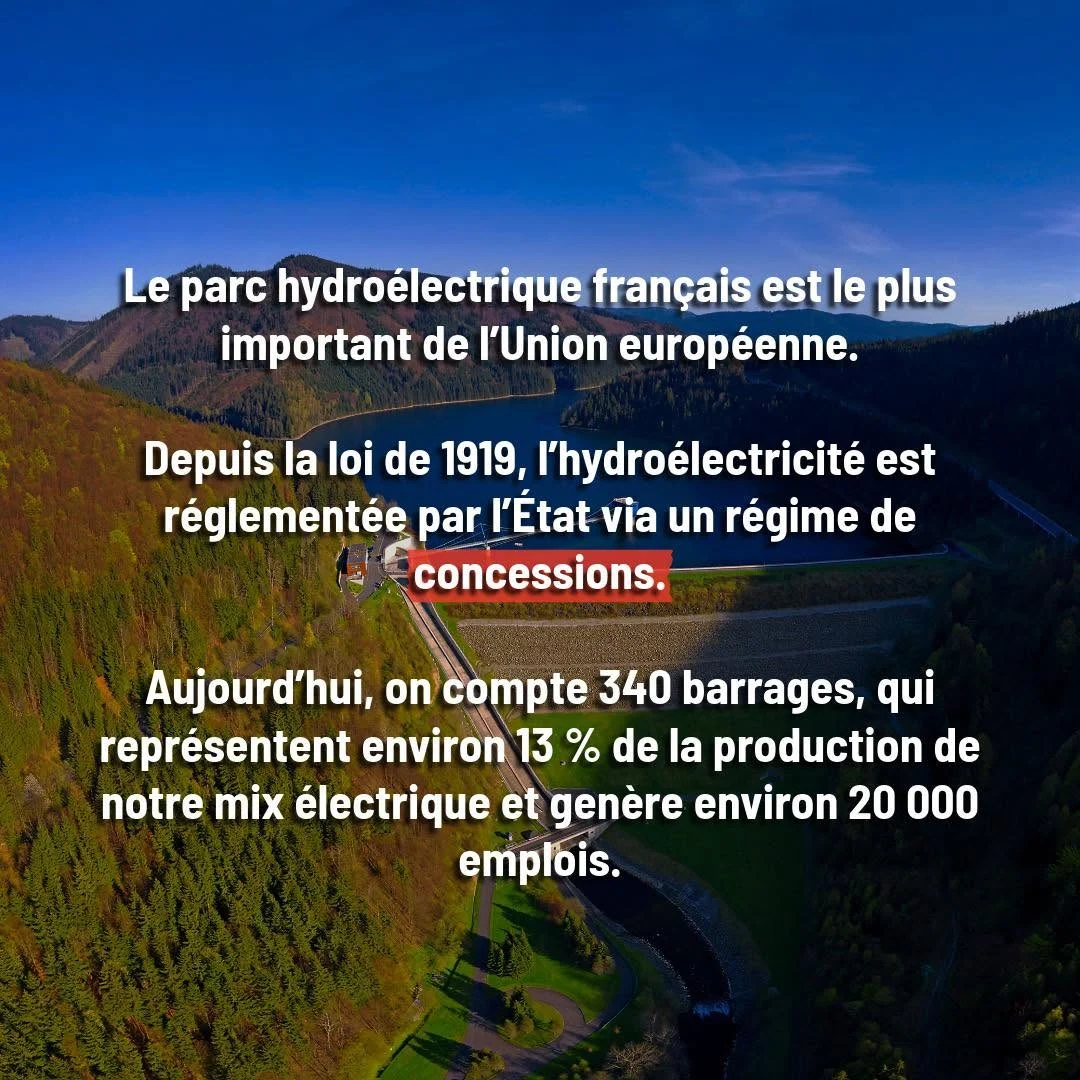 Le parc hydroélectrique français est le plus
important de l’Union européenne.
Depuis la loi de 1919, l’hydroélectricité est
réglementée par l’État via un régime de
concessions.
Aujourd’hui, on compte 340 barrages, qui
représentent environ 13 % de la production de
notre mix électrique et genère environ 20 000
emplois.